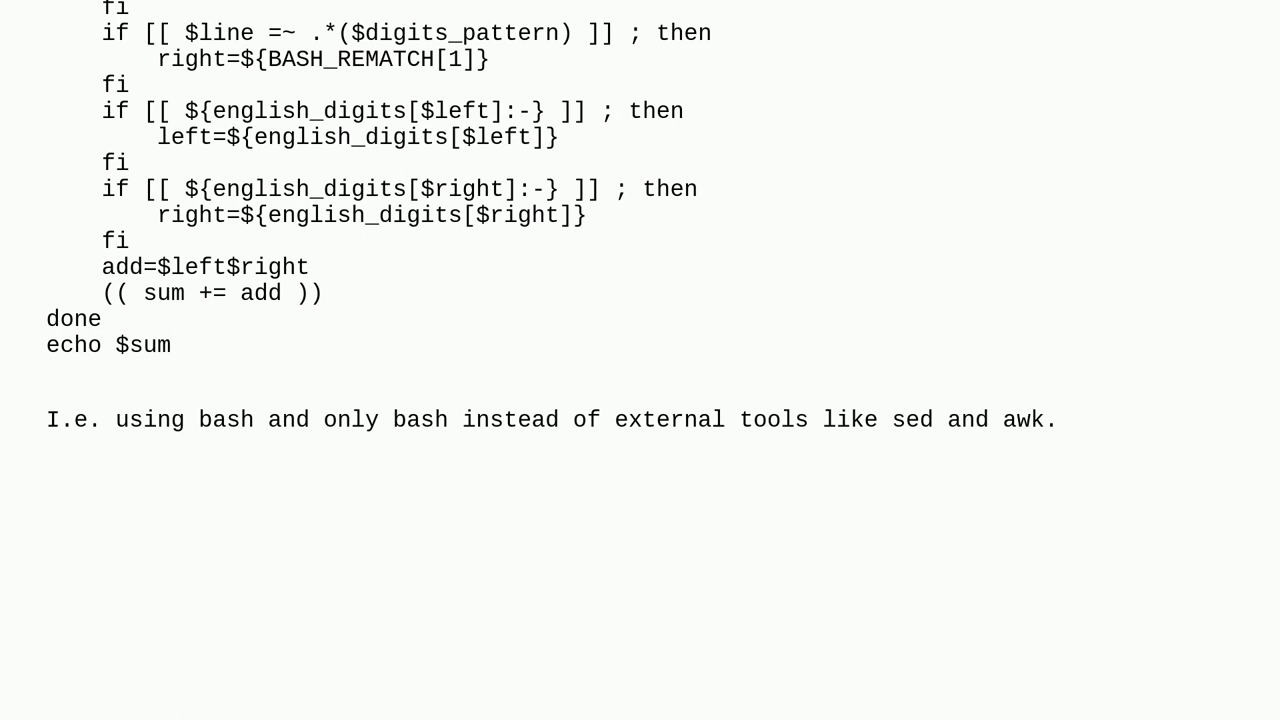 fi
if [[ $line =~ .*($digits_pattern) ]] ; then
right=${BASH_REMATCH[1]}
fi
if [[ ${english_digits[$left]:-} ]] ; then
left=${english_digits[$left]}
fi
if [[ ${english_digits[$right]:-} ]] ; then
right=${english_digits[$right]}
fi
add=$left$right
(( sum += add ))
done
echo $sum
I.e. using bash and only bash instead of external tools like sed and awk.